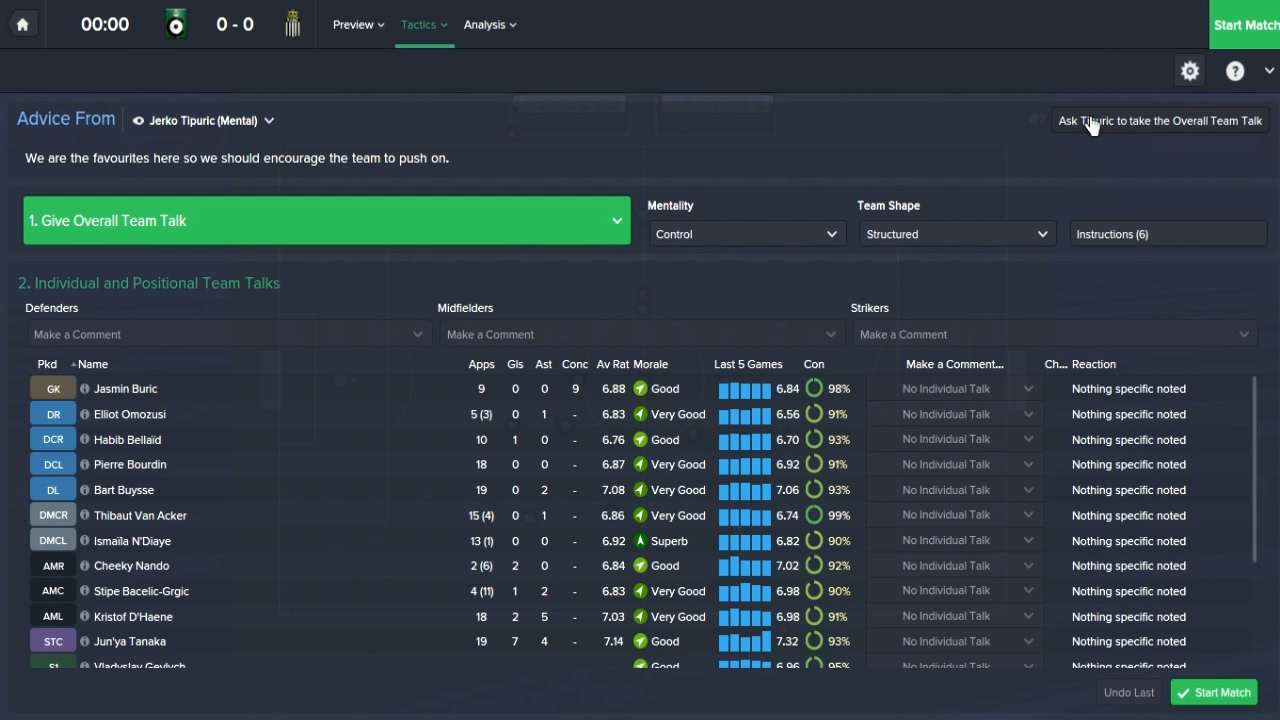 00:00 0 - 0 Preview Tactics Analysis Start Match
Advice From Jerko Tipuric (Mental) Ask Tipuric to take the Overall Team Talk
We are the favourites here so we should encourage the team to push on.
1. Give Overall Team Talk
Mentality Team Shape
Control Structured Instructions (6)
2. Individual and Positional Team Talks
Defenders Midfielders Strikers
Make a Comment Make a Comment Make a Comment
Pkd Name Apps Gls Ast Conc Av Rat Morale Last 5 Games Con Make a Comment... Ch... Reaction
GK Jasmin Buric 9 0 0 9 6.88 Good 6.84 98% No Individual Talk Nothing specific noted
DR Elliot Omozusi 5 (3) 0 1 - 6.83 Very Good 6.56 91% No Individual Talk Nothing specific noted
DCR Habib Bellaïd 10 1 0 - 6.76 Good 6.70 93% No Individual Talk Nothing specific noted
DCL Pierre Bourdin 18 0 0 - 6.87 Very Good 6.92 91% No Individual Talk Nothing specific noted
DL Bart Buysse 19 0 2 - 7.08 Very Good 7.06 93% No Individual Talk Nothing specific noted
DMCR Thibaut Van Acker 15 (4) 0 1 - 6.86 Very Good 6.74 99% No Individual Talk Nothing specific noted
DMCL Ismaïla N'Diaye 13 (1) 0 0 - 6.92 Superb 6.82 90% No Individual Talk Nothing specific noted
AMR Cheeky Nando 2 (6) 2 0 - 6.84 Good 7.02 92% No Individual Talk Nothing specific noted
AMC Stipe Bacelic-Grgic 4 (11) 1 2 - 6.83 Very Good 6.98 90% No Individual Talk Nothing specific noted
AML Kristof D'Haene 18 2 5 - 7.03 Very Good 6.98 91% No Individual Talk Nothing specific noted
STC Jun'ya Tanaka 19 7 4 - 7.14 Good 7.32 93% No Individual Talk Nothing specific noted
S1 Vladyslav Gevlych Good 6.96 95% No Individual Talk Nothing specific noted
Undo Last Start Match